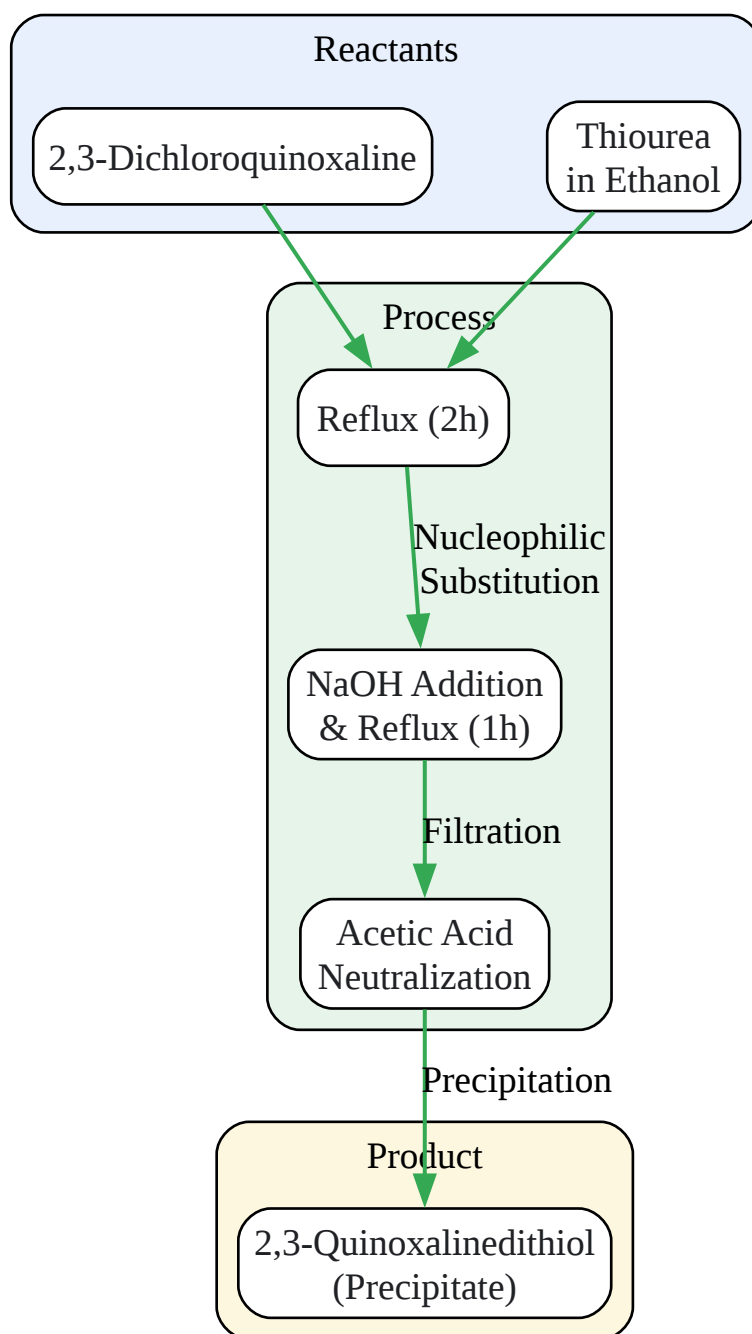 Reactants
2,3-Dichloroquinoxaline
Thiourea
in Ethanol
Process
Reflux (2h)
Nucleophilic
Substitution
NaOH Addition
& Reflux (1h)
Filtration
Acetic Acid
Neutralization
Precipitation
Product
2,3-Quinoxalinedithiol
(Precipitate)